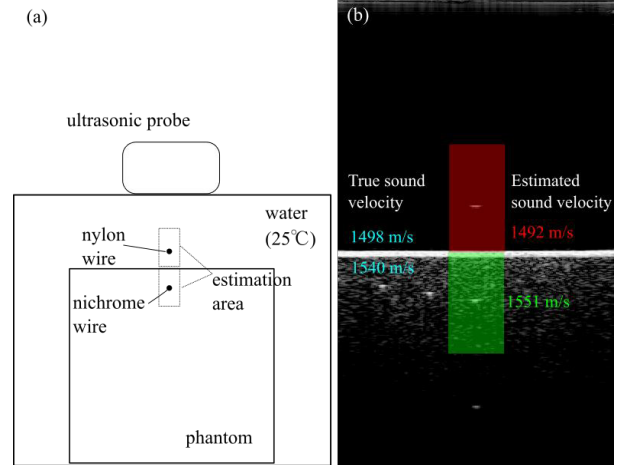 (a)
ultrasonic probe
water
(25℃)
nylon
wire
estimation
area
nichrome
wire
phantom
(b)
True sound
velocity
Estimated
sound velocity
1498 m/s
1492 m/s
1540 m/s
1551 m/s